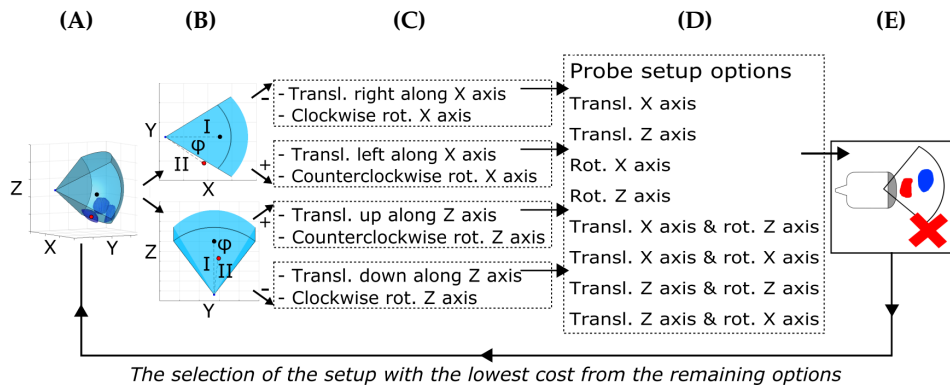 (A)
(B)
(C)
(D)
(E)
Z
X
Y
Y
I
φ
II
X
-
+
Z
φ
I
II
Y
+
-
- Transl. right along X axis
- Clockwise rot. X axis
- Transl. left along X axis
- Counterclockwise rot. X axis
- Transl. up along Z axis
- Counterclockwise rot. Z axis
- Transl. down along Z axis
- Clockwise rot. Z axis
Probe setup options
Transl. X axis
Transl. Z axis
Rot. X axis
Rot. Z axis
Transl. X axis & rot. Z axis
Transl. X axis & rot. X axis
Transl. Z axis & rot. Z axis
Transl. Z axis & rot. X axis
The selection of the setup with the lowest cost from the remaining options